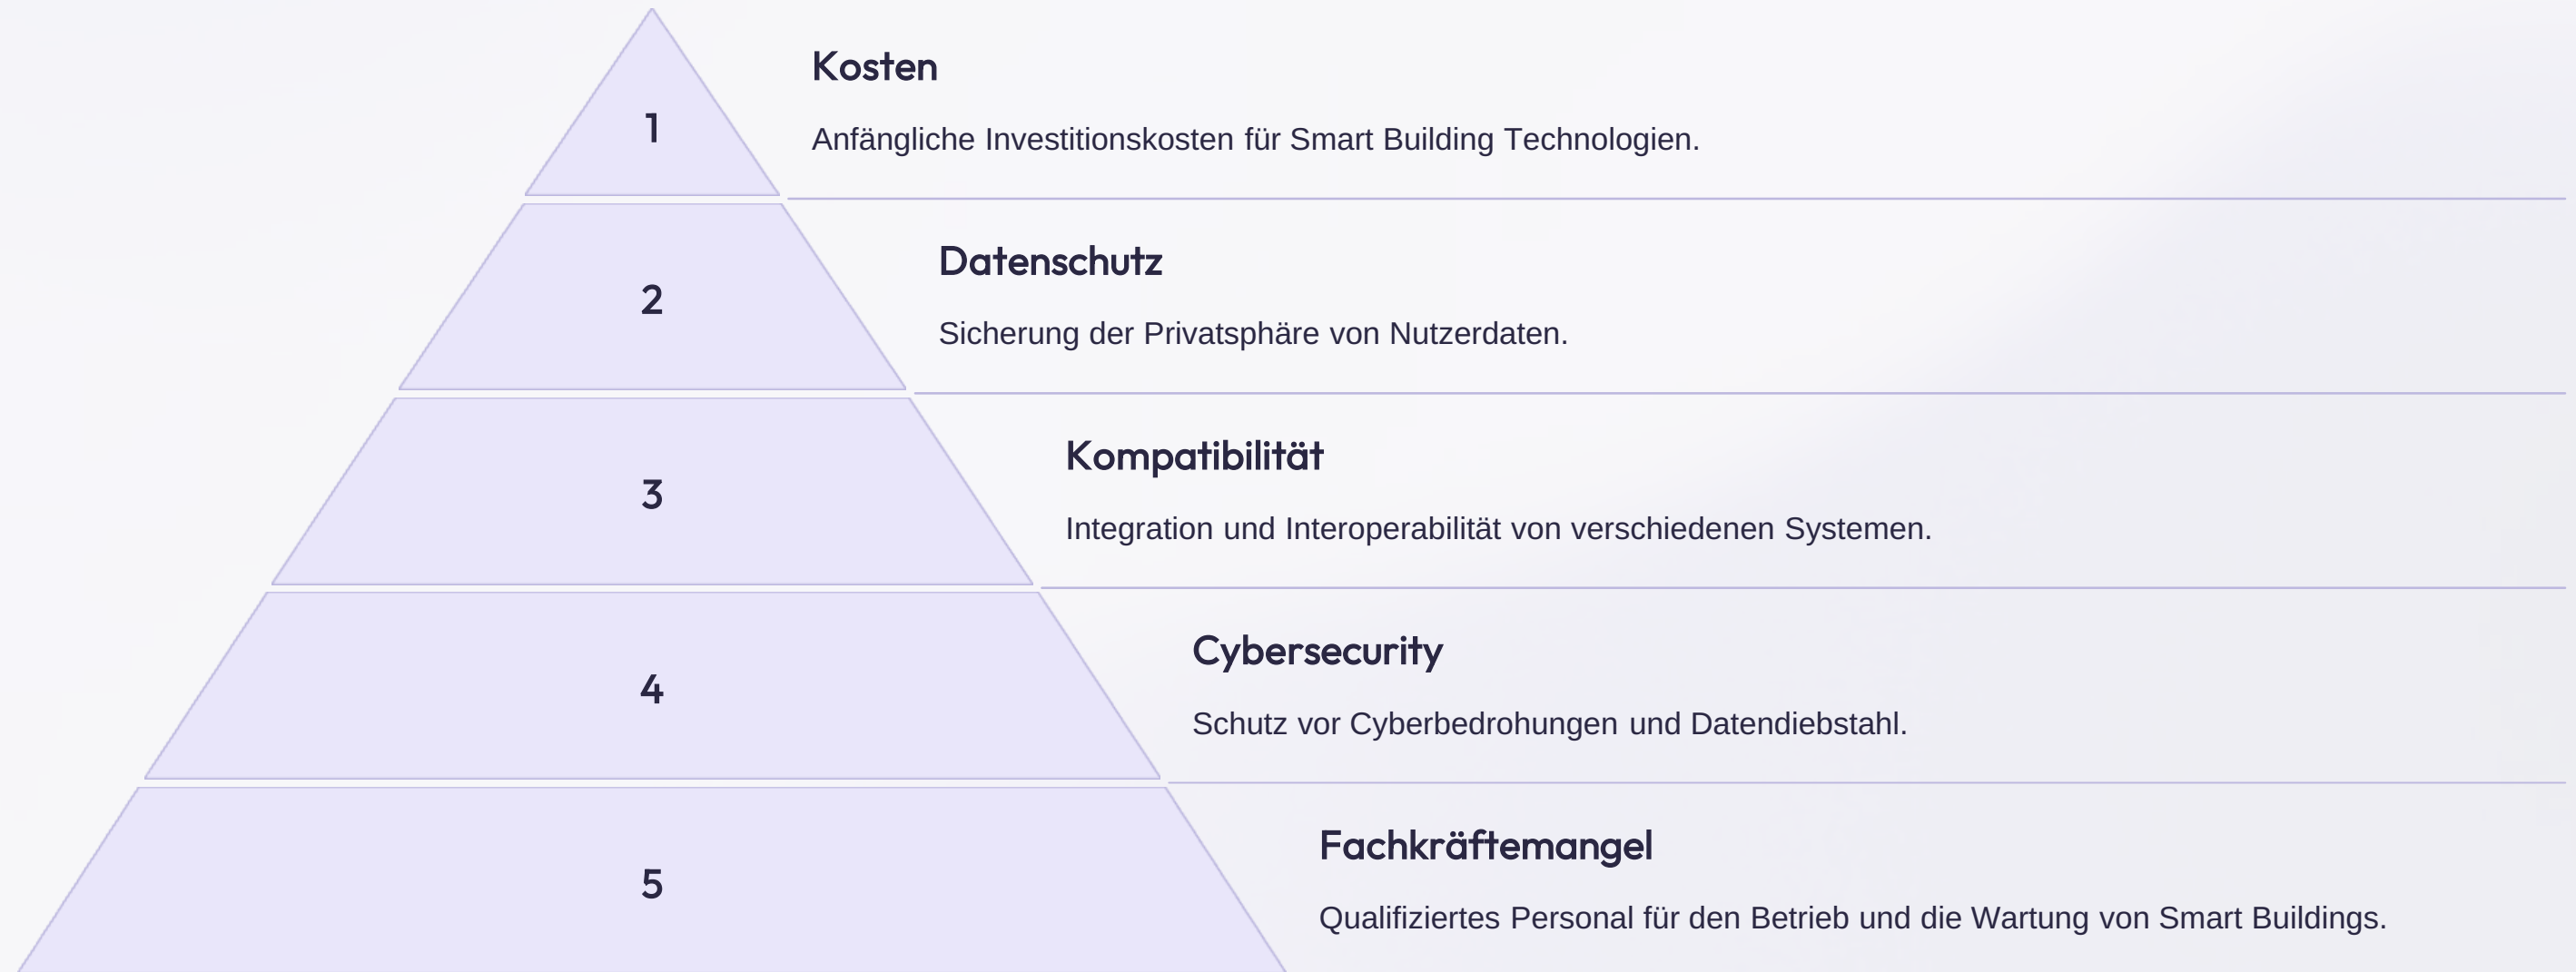 Kosten
1
Anfängliche Investitionskosten für Smart Building Technologien.
Datenschutz
2
Sicherung der Privatsphäre von Nutzerdaten.
Kompatibilität
3
Integration und Interoperabilität von verschiedenen Systemen.
Cybersecurity
4
Schutz vor Cyberbedrohungen und Datendiebstahl.
Fachkräftemangel
5
Qualifiziertes Personal für den Betrieb und die Wartung von Smart Buildings.